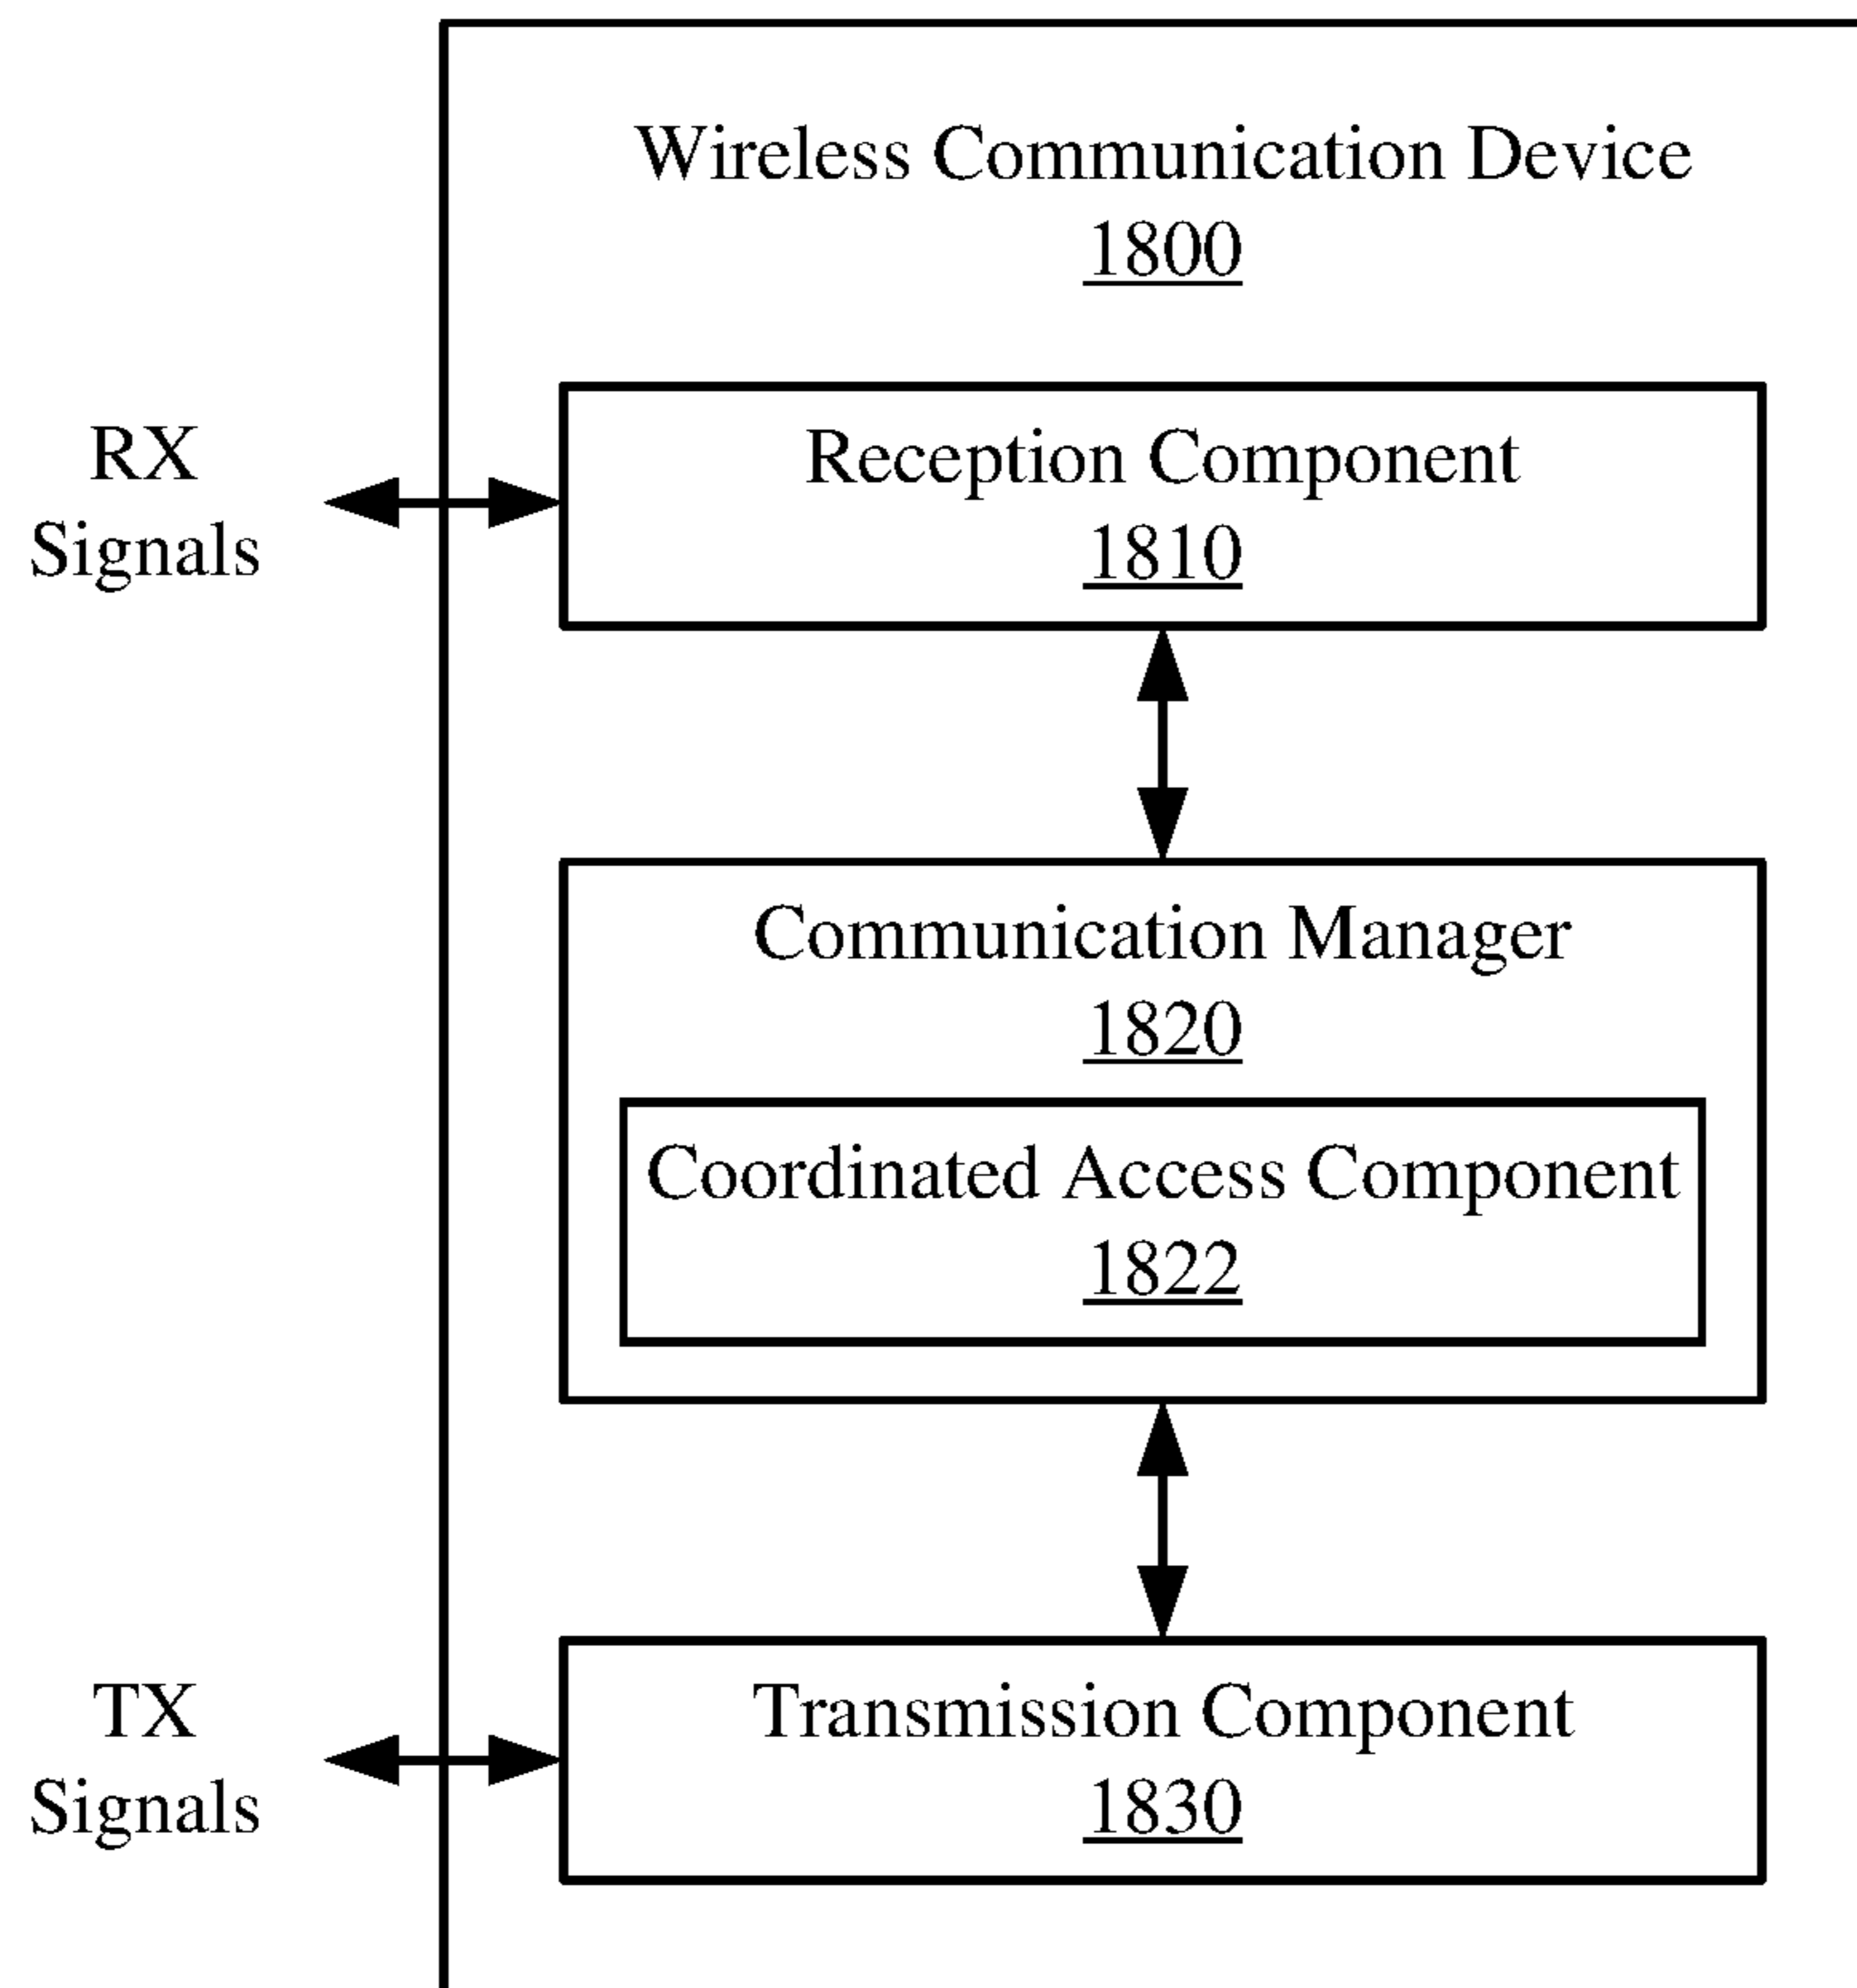 Wireless Communication Device
1800
RX
Signals
Reception Component
1810
Communication Manager
1820
Coordinated Access Component
1822
TX
Signals
Transmission Component
1830